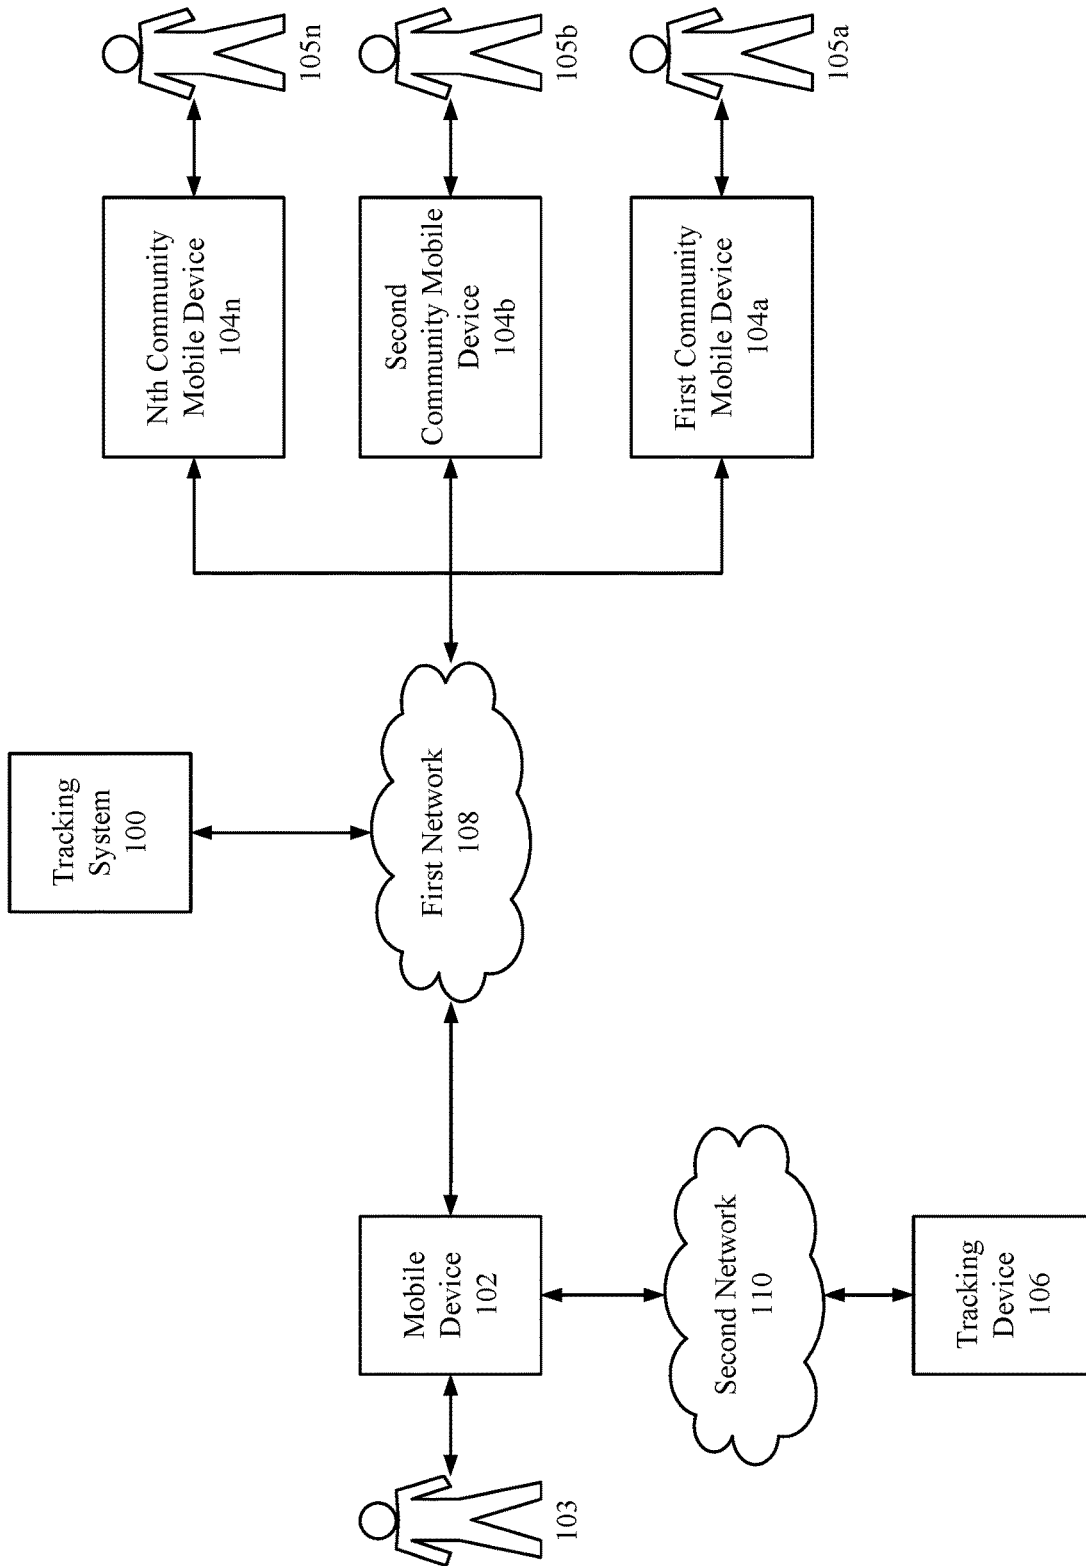 Tracking
System
100
Nth Community
Mobile Device
104n
105n
103
Mobile
Device
102
First Network
108
Second
Community Mobile
Device
104b
105b
Second Network
110
First Community
Mobile Device
104a
105a
Tracking
Device
106